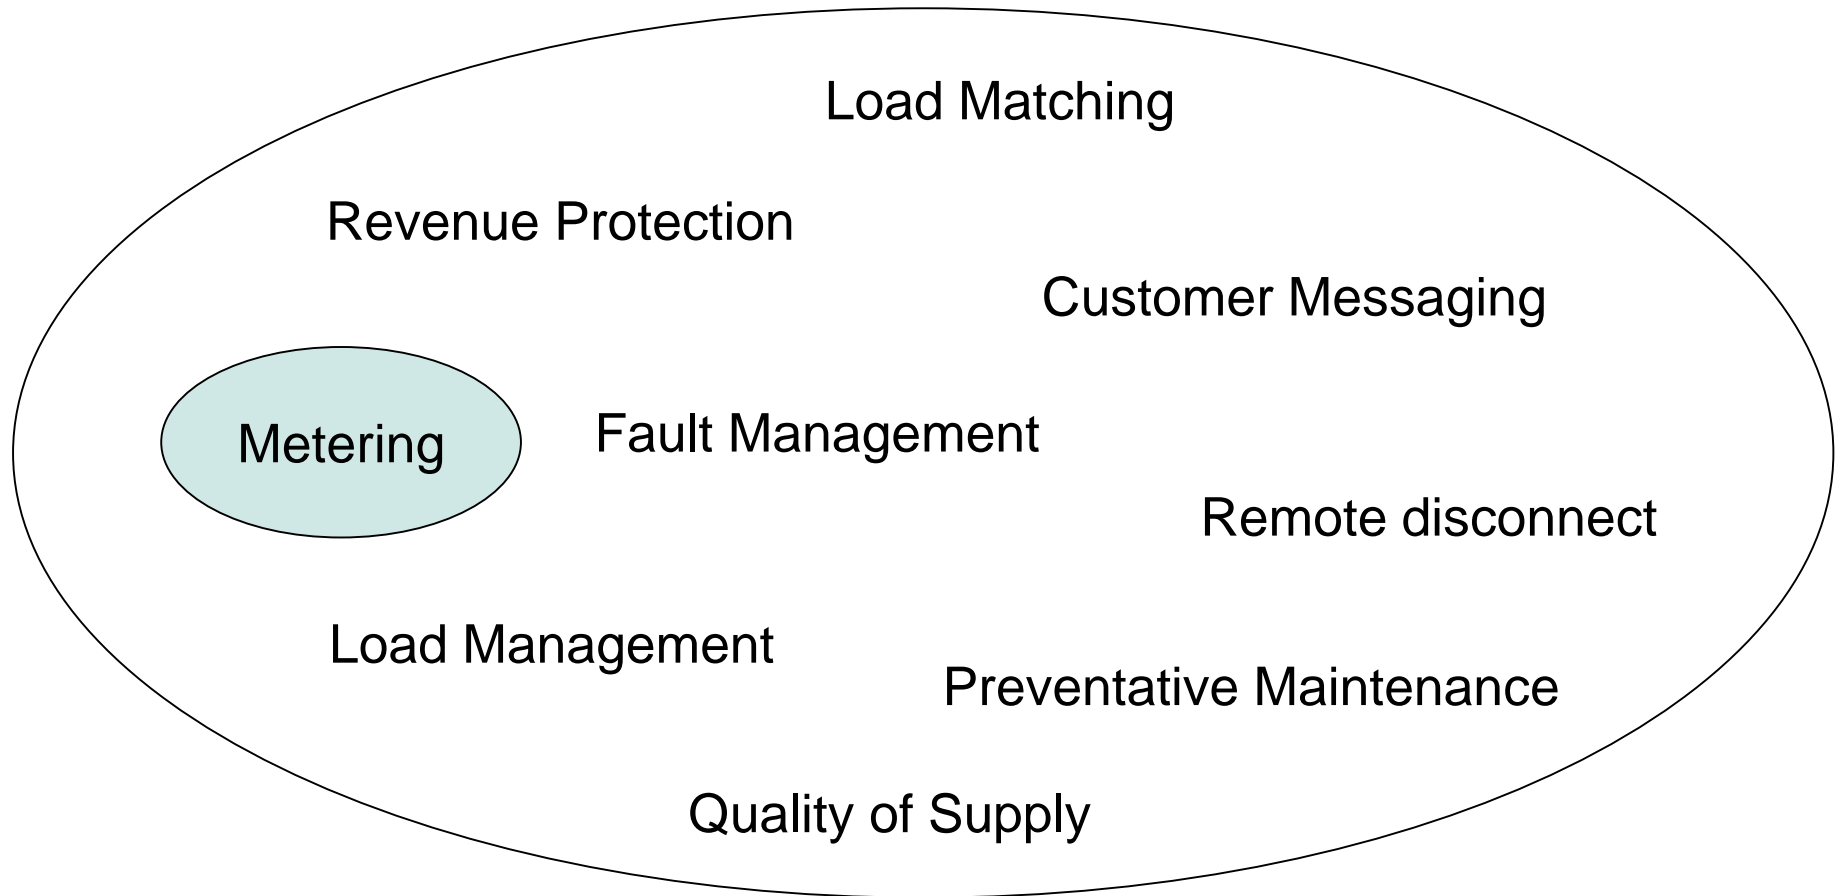 Load Matching
Revenue Protection
Customer Messaging
Metering
Fault Management
Remote disconnect
Load Management
Preventative Maintenance
Quality of Supply